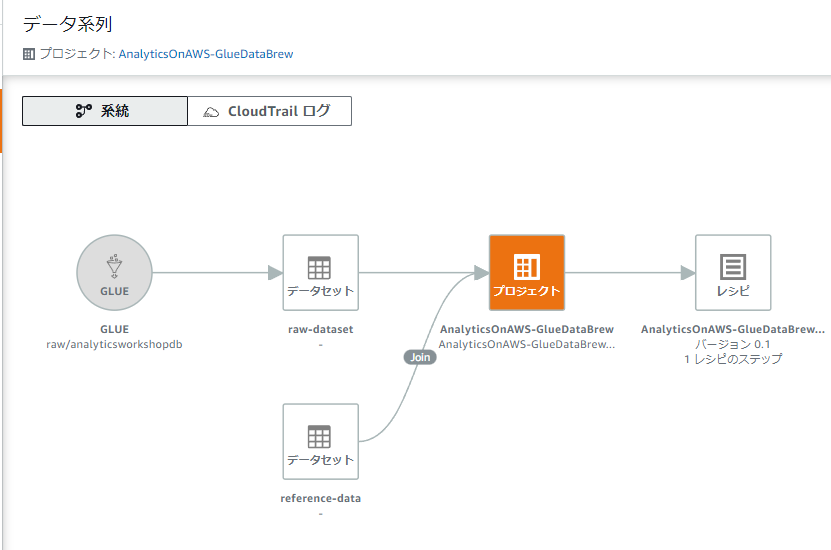 データ系列
プロジェクト: AnalyticsOnAWS-GlueDataBrew
系統
CloudTrail ログ
GLUE
データセット
プロジェクト
レシピ
GLUE
raw/analyticsworkshopdb
raw-dataset
-
AnalyticsOnAWS-GlueDataBrew
AnalyticsOnAWS-GlueDataBrew...
AnalyticsOnAWS-GlueDataBrew...
バージョン 0.1
1 レシピのステップ
Join
データセット
reference-data
-